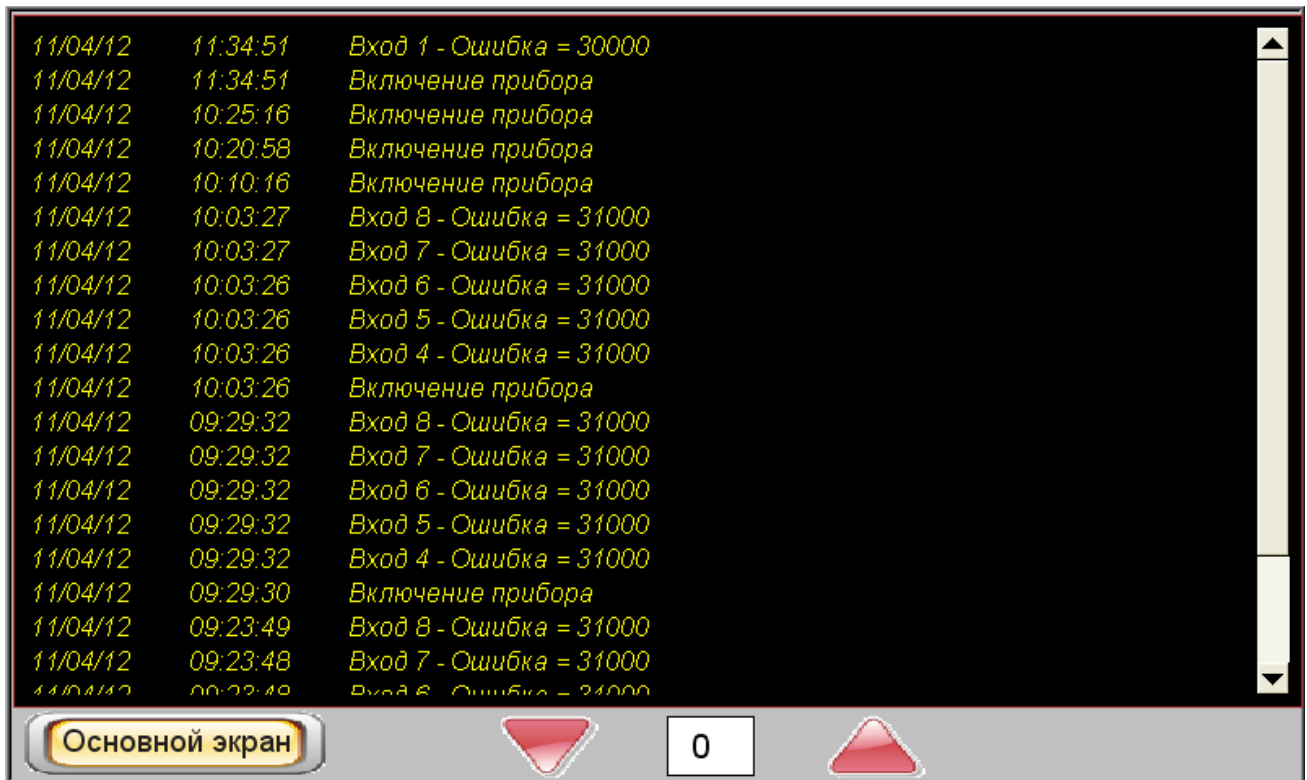 11/04/12 11:34:51 Вход 1 - Ошибка = 30000
11/04/12 11:34:51 Включение прибора
11/04/12 10:25:16 Включение прибора
11/04/12 10:20:58 Включение прибора
11/04/12 10:10:16 Включение прибора
11/04/12 10:03:27 Вход 8 - Ошибка = 31000
11/04/12 10:03:27 Вход 7 - Ошибка = 31000
11/04/12 10:03:26 Вход 6 - Ошибка = 31000
11/04/12 10:03:26 Вход 5 - Ошибка = 31000
11/04/12 10:03:26 Вход 4 - Ошибка = 31000
11/04/12 10:03:26 Включение прибора
11/04/12 09:29:32 Вход 8 - Ошибка = 31000
11/04/12 09:29:32 Вход 7 - Ошибка = 31000
11/04/12 09:29:32 Вход 6 - Ошибка = 31000
11/04/12 09:29:32 Вход 5 - Ошибка = 31000
11/04/12 09:29:32 Вход 4 - Ошибка = 31000
11/04/12 09:29:30 Включение прибора
11/04/12 09:23:49 Вход 8 - Ошибка = 31000
11/04/12 09:23:48 Вход 7 - Ошибка = 31000
11/04/12 Вход 6 - Ошибка = 31000
Основной экран 0